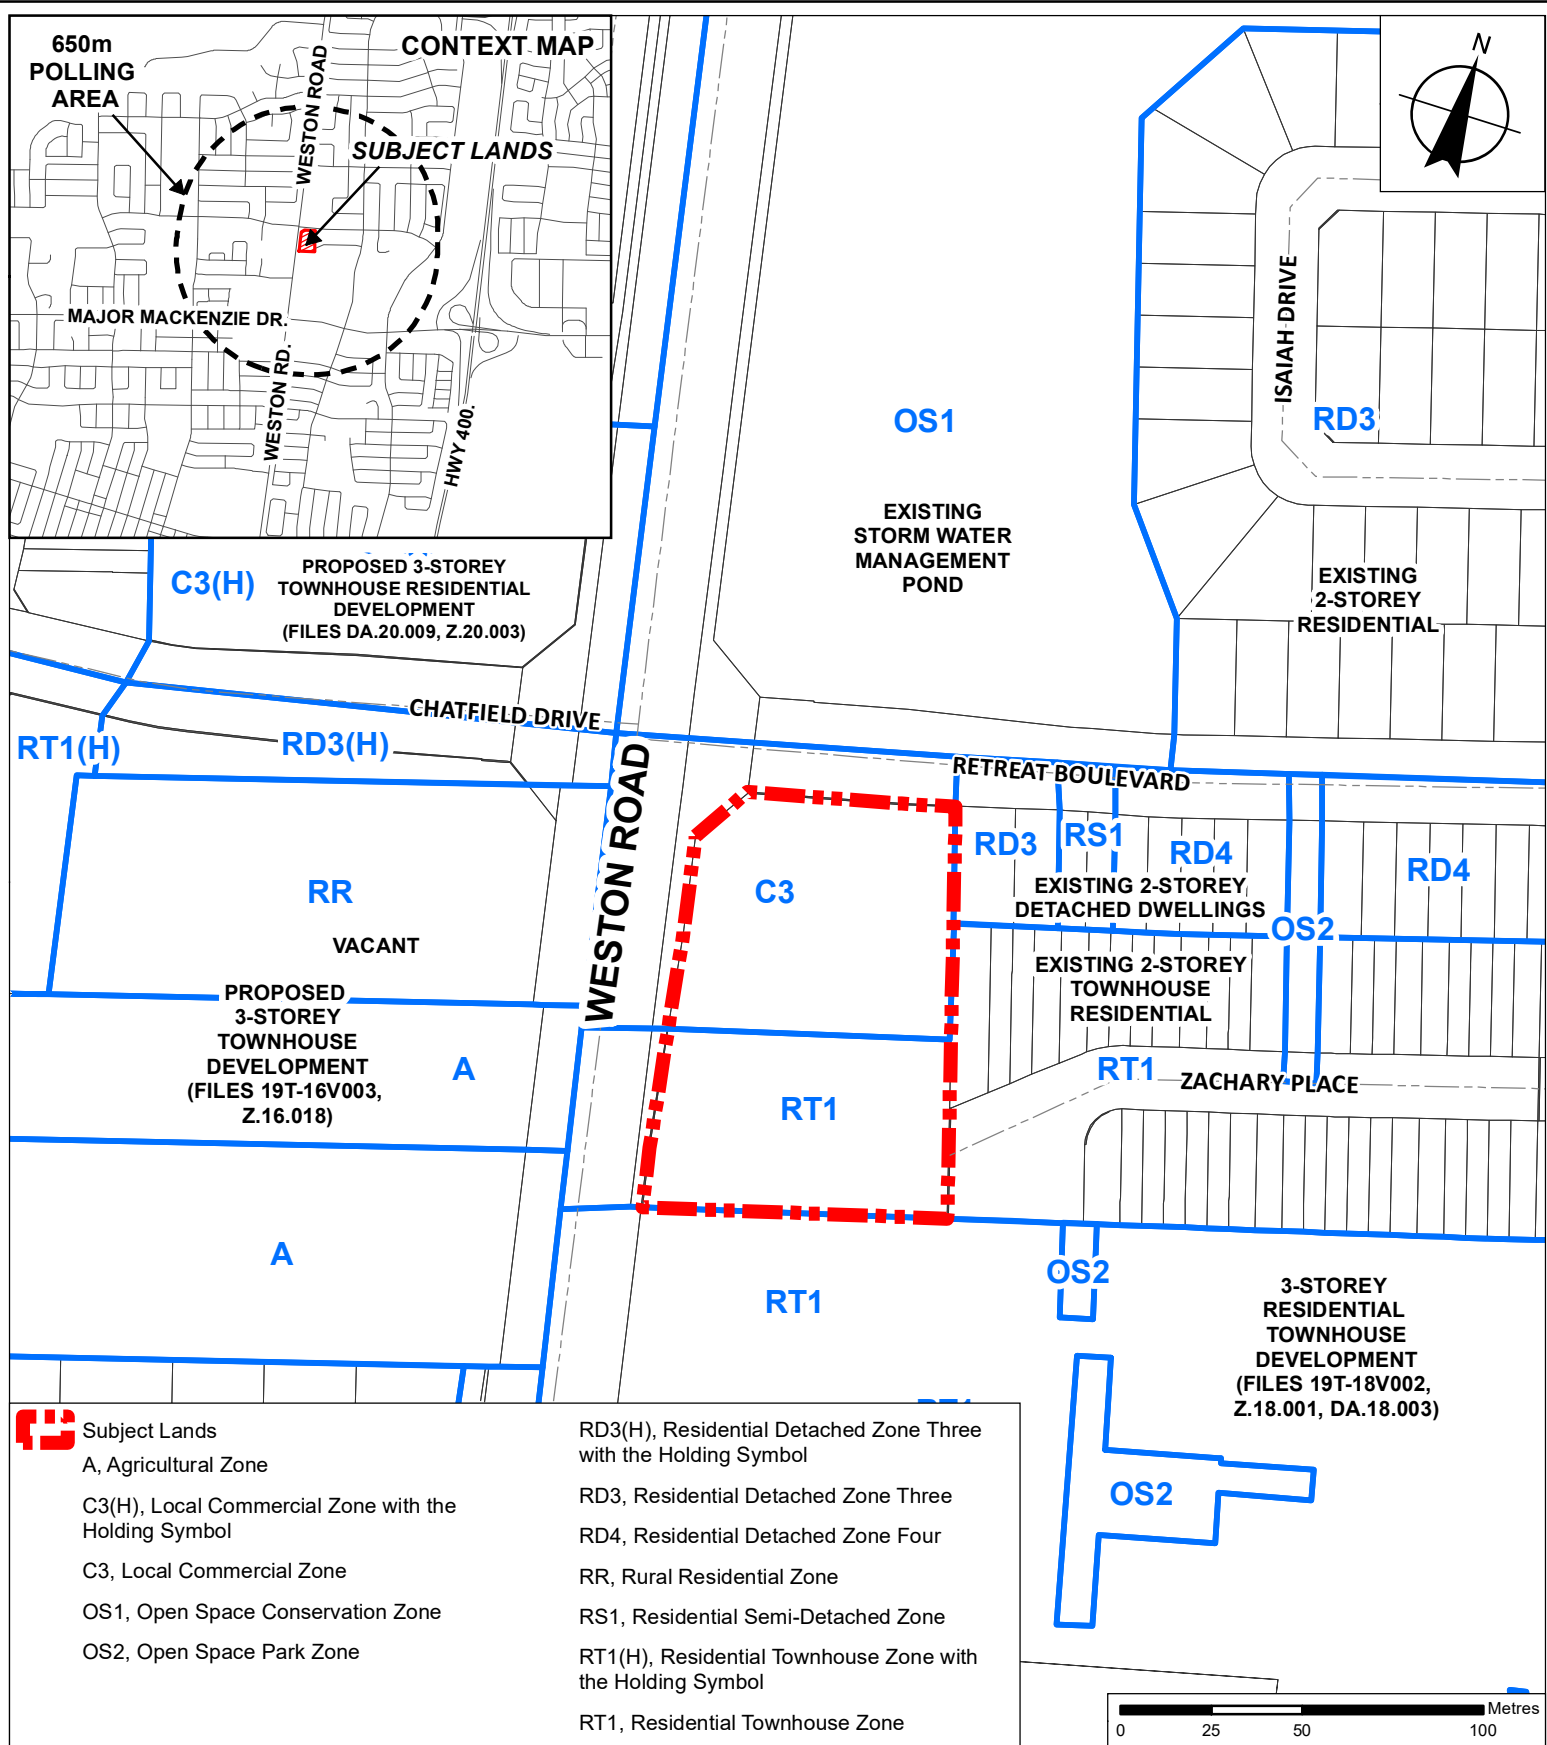 650m
POLLING
AREA
CONTEXT MAP
WESTON ROAD
SUBJECT LANDS
MAJOR MACKENZIE DR.
WESTON RD.
HWY 400.
N
ISAIAH DRIVE
RD3
OS1
EXISTING
STORM WATER
MANAGEMENT
POND
EXISTING
2-STOREY
RESIDENTIAL
C3(H)
PROPOSED 3-STOREY
TOWNHOUSE RESIDENTIAL
DEVELOPMENT
(FILES DA.20.009, Z.20.003)
CHATFIELD DRIVE
RT1(H)
RD3(H)
WESTON ROAD
RETREAT BOULEVARD
RD3
RS1
RD4
RD4
EXISTING 2-STOREY
DETACHED DWELLINGS
OS2
RR
VACANT
C3
EXISTING 2-STOREY
TOWNHOUSE
RESIDENTIAL
PROPOSED
3-STOREY
TOWNHOUSE
DEVELOPMENT
(FILES 19T-16V003,
Z.16.018)
A
RT1
RT1
ZACHARY PLACE
A
RT1
OS2
3-STOREY
RESIDENTIAL
TOWNHOUSE
DEVELOPMENT
(FILES 19T-18V002,
Z.18.001, DA.18.003)
OS2
Subject Lands
A, Agricultural Zone
C3(H), Local Commercial Zone with the
Holding Symbol
C3, Local Commercial Zone
OS1, Open Space Conservation Zone
OS2, Open Space Park Zone
RD3(H), Residential Detached Zone Three
with the Holding Symbol
RD3, Residential Detached Zone Three
RD4, Residential Detached Zone Four
RR, Rural Residential Zone
RS1, Residential Semi-Detached Zone
RT1(H), Residential Townhouse Zone with
the Holding Symbol
RT1, Residential Townhouse Zone
Metres
0 25 50 100